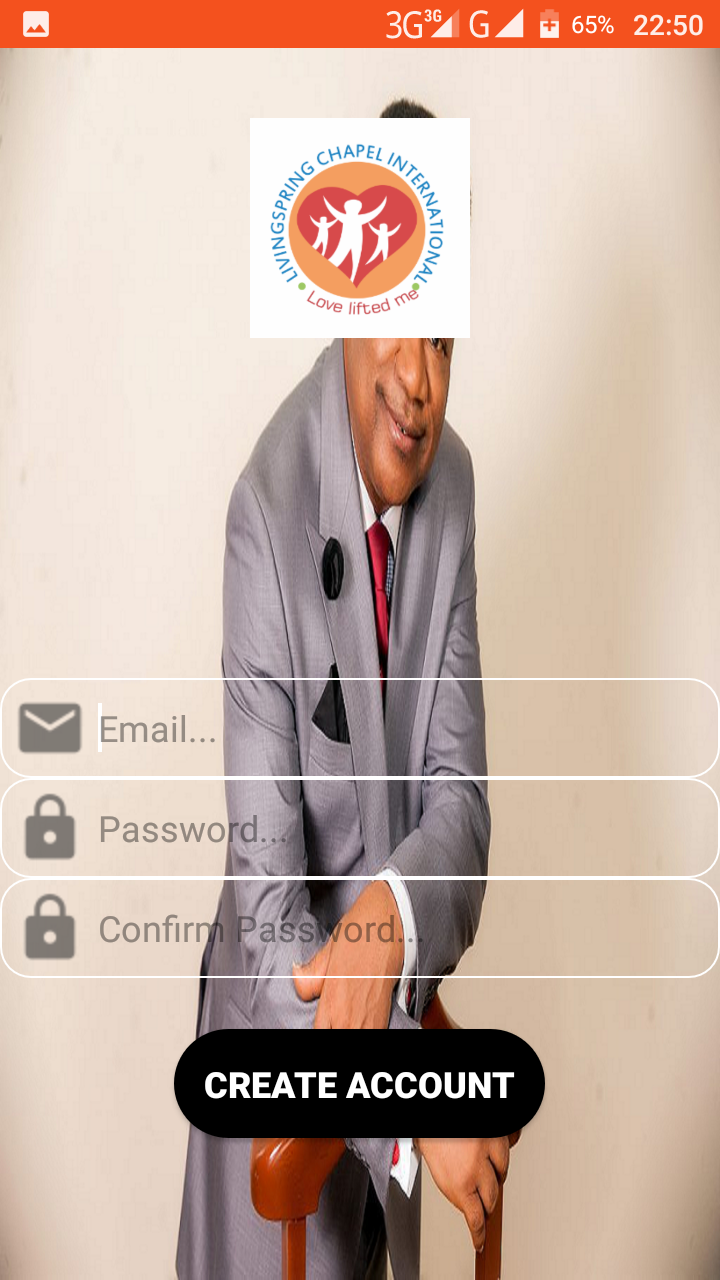 3G 3G G 65% 22:50
LIVINGSPRING CHAPEL INTERNATIONAL
Love lifted me
Email...
Password...
Confirm Password...
CREATE ACCOUNT